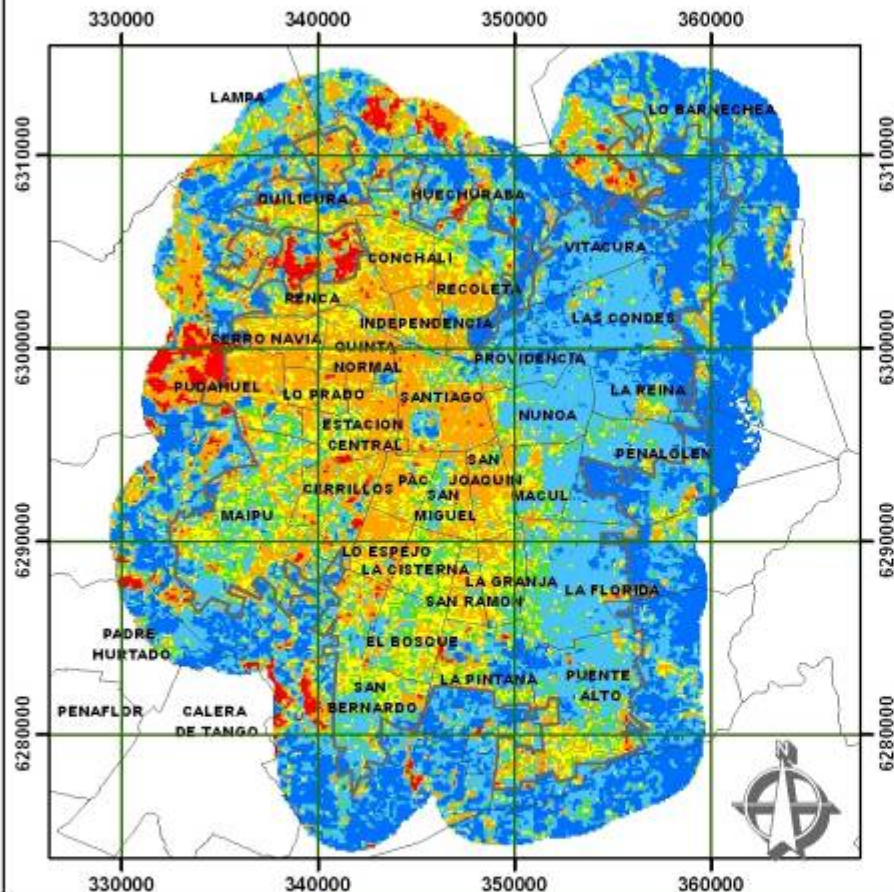 330000 340000 350000 360000
LAMPA
LO BARNECHEA
6310000 6310000
QUILICURA
HUECHURABA
VITACURA
CONCHALI
RECOLETA
RENCA
LAS CONDES
INDEPENDENCIA
6300000 6300000
CERRO NAVIA
QUINTA
NORMAL
PROVIDENCIA
PUDAHUEL
LO PRADO
SANTIAGO
LA REINA
NUNOA
ESTACION
CENTRAL
PENALOLEN
SAN
JOAQUIN
PAC
CERRILLOS
SAN
MIGUEL
MACUL
MAIPU
6290000 6290000
LO ESPEJO
LA CISTERNA
LA GRANJA
LA FLORIDA
SAN RAMON
PADRE
HURTADO
EL BOSQUE
LA PINTANA
PUENTE
ALTO
SAN
BERNARDO
PENAFLOR
CALERA
DE TANGO
6280000 6280000
N
330000 340000 350000 360000